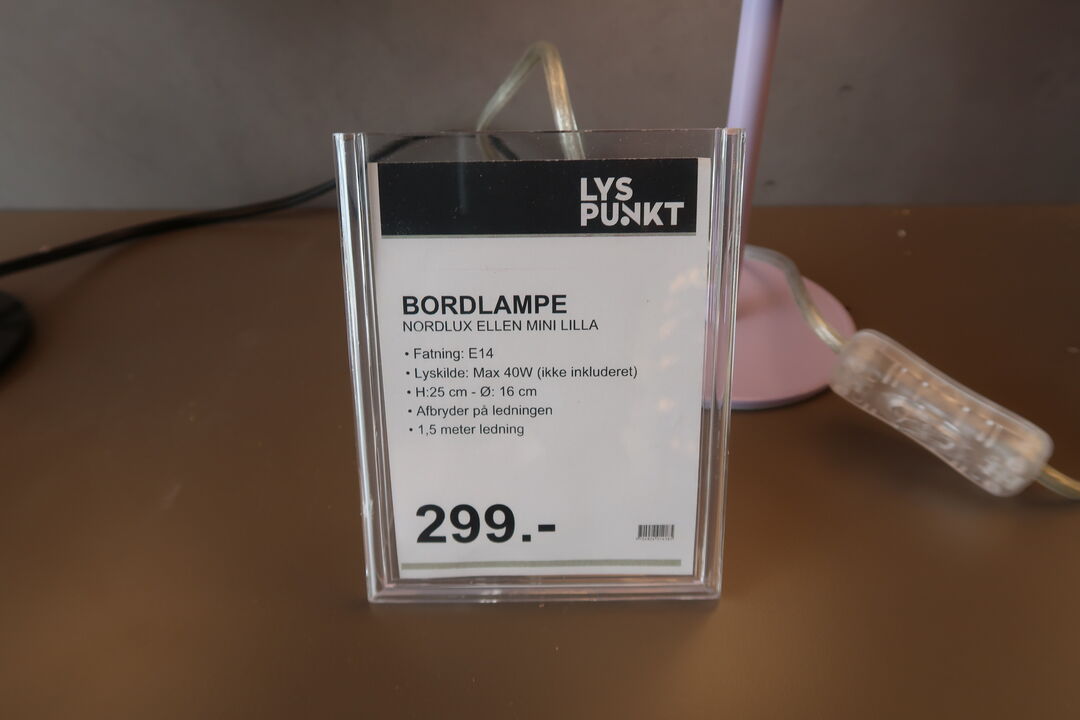 LYS
PUNKT
BORDLAMPE
NORDLUX ELLEN MINI LILLA
• Fatning: E14
• Lyskilde: Max 40W (ikke inkluderet)
• H:25 cm - Ø: 16 cm
• Afbryder på ledningen
• 1,5 meter ledning
299.-